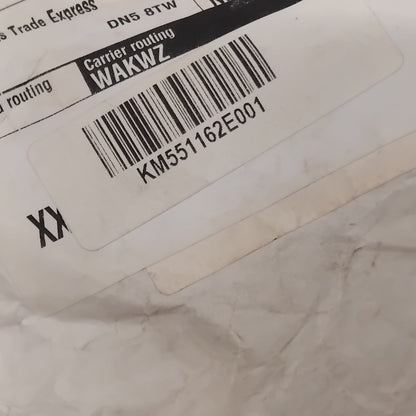 s Trade Express
DN5 8TW
Carrier routing
WAKWZ
routing
KM551162E001
XX